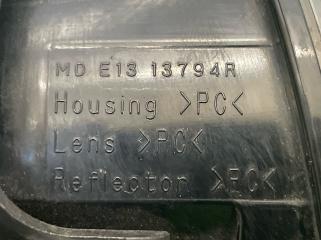 MD E13 13794R
Housing >PC<
Lens >PC<
Reflector >PC<